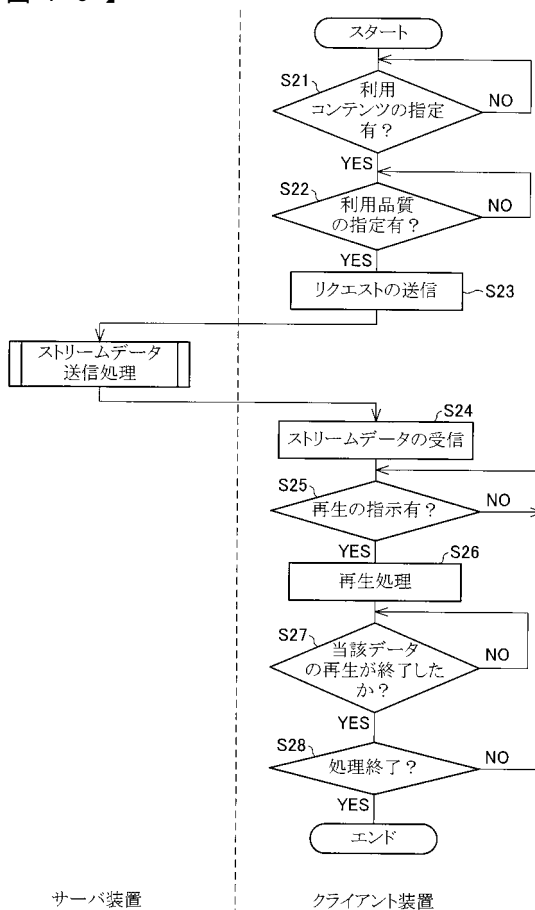 スタート
S21
利用
コンテンツの指定
有?
NO
YES
S22
利用品質
の指定有?
NO
YES
リクエストの送信
S23
ストリームデータ
送信処理
S24
ストリームデータの受信
S25
再生の指示有?
NO
YES
S26
再生処理
S27
当該データ
の再生が終了した
か?
NO
YES
S28
処理終了?
NO
YES
エンド
サーバ装置
クライアント装置